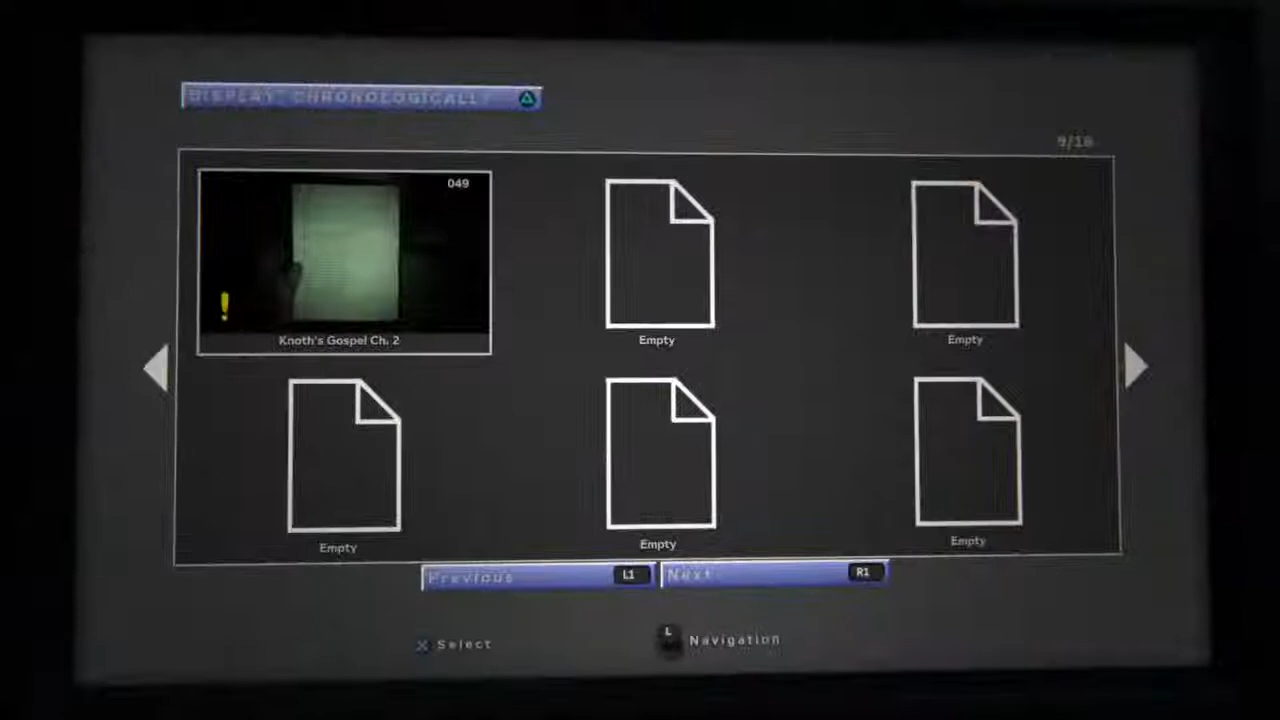 DISPLAY CHRONOLOGICALLY
9/18
049
Knoth's Gospel Ch. 2
Empty
Empty
Empty
Empty
Empty
Previous L1
Next R1
X Select
L Navigation